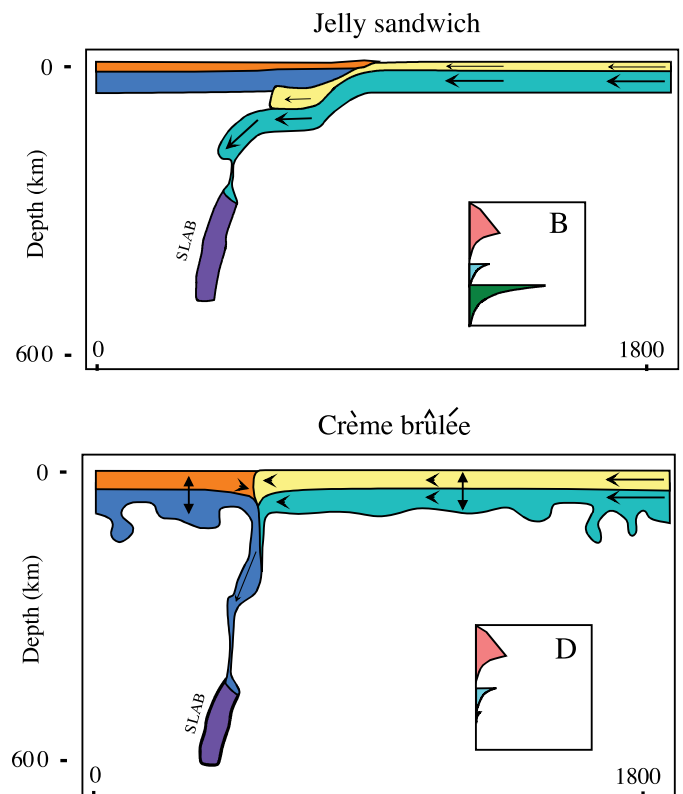 Jelly sandwich
0 -
Depth (km)
SLAB
B
600 -
0
1800
Crème brûlée
0 -
Depth (km)
SLAB
D
600 -
0
1800